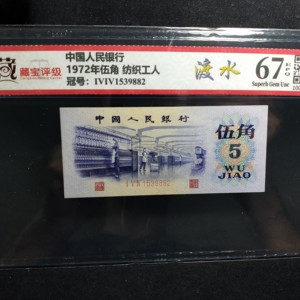 藏宝评级
中国人民银行
1972年伍角 纺织工人
冠号：IVIV1539882
渡水
67
Superb Gem Unc
中国人民银行
伍角
5
WU
JIAO
IVIV1539882